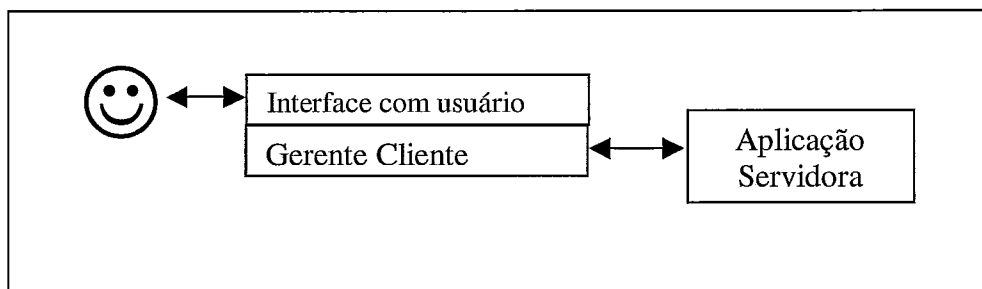 Interface com usuário
Gerente Cliente
Aplicação
Servidora